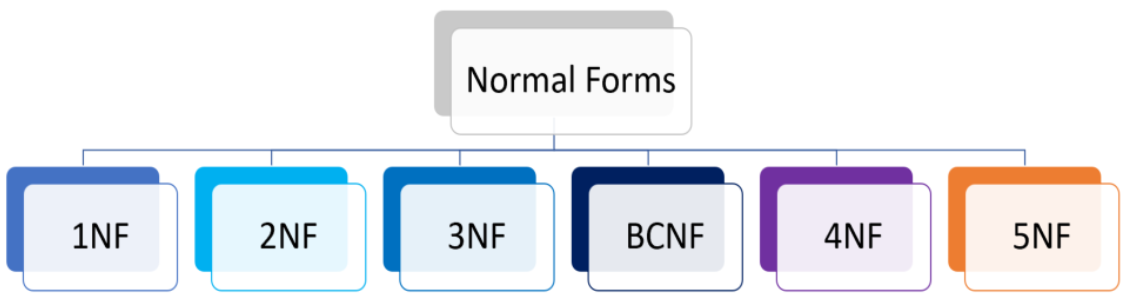 Normal Forms
1NF
2NF
3NF
BCNF
4NF
5NF